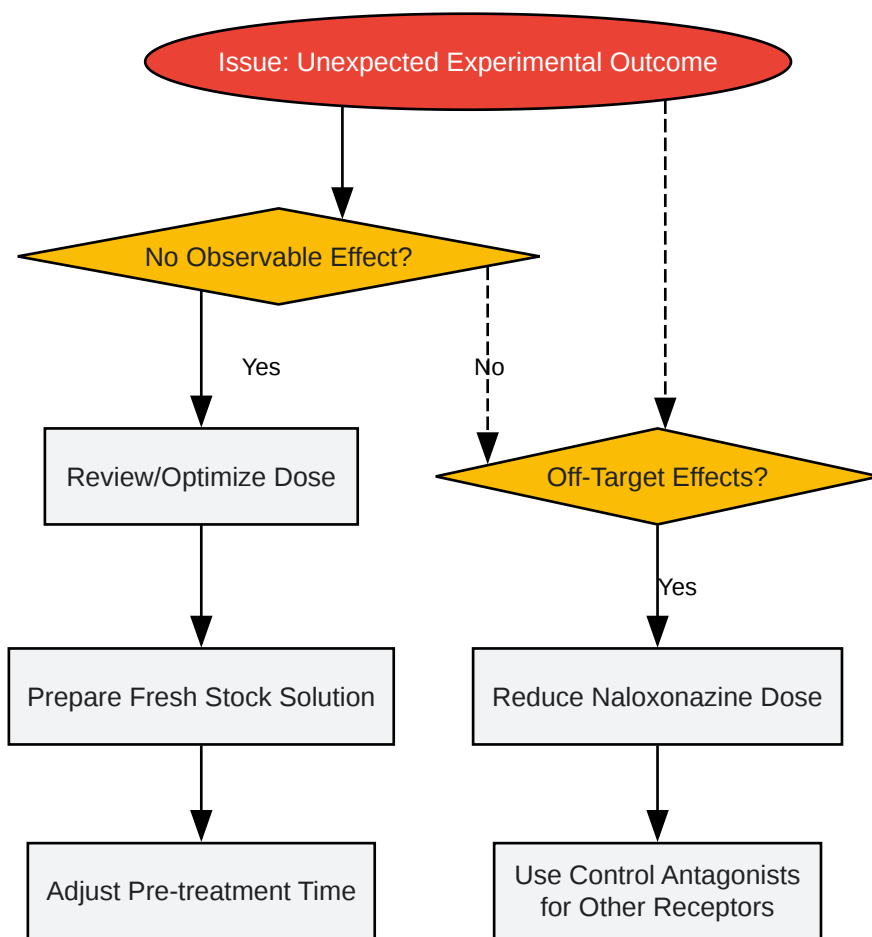 Issue: Unexpected Experimental Outcome
No Observable Effect?
Yes
No
Review/Optimize Dose
Off-Target Effects?
Yes
Prepare Fresh Stock Solution
Reduce Naloxonazine Dose
Adjust Pre-treatment Time
Use Control Antagonists
for Other Receptors